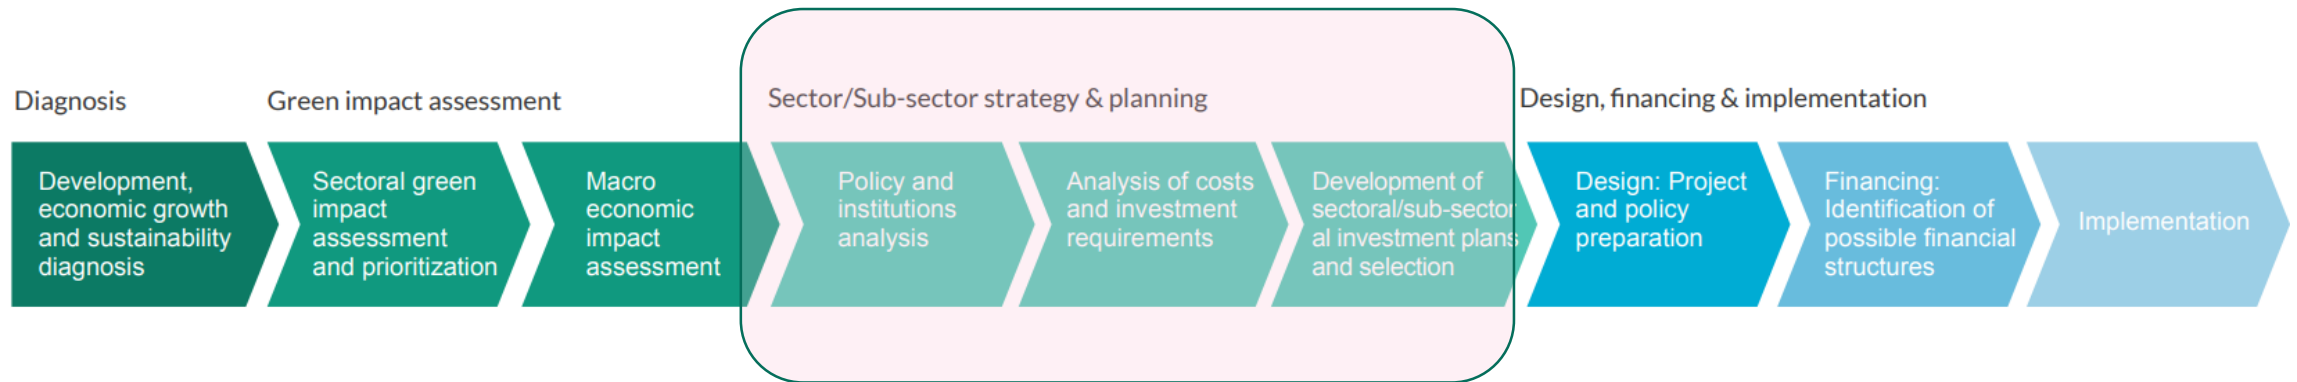 Diagnosis
Green impact assessment
Sector/Sub-sector strategy & planning
Design, financing & implementation
Development,
economic growth
and sustainability
diagnosis
Sectoral green
impact
assessment
and prioritization
Macro
economic
impact
assessment
Policy and
institutions
analysis
Analysis of costs
and investment
requirements
Development of
sectoral/sub-sector
al investment plans
and selection
Design: Project
and policy
preparation
Financing:
Identification of
possible financial
structures
Implementation